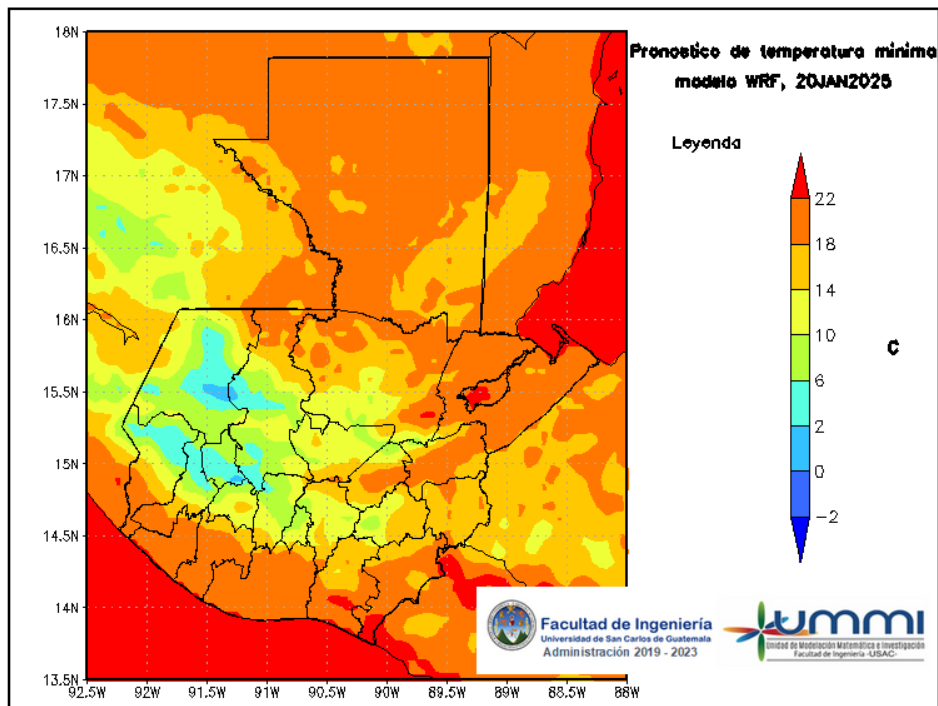 Pronostico de temperatura minima
modelo WRF, 20JAN2025
Leyenda
22
18
14
10
6
2
0
−2
C
18N
17.5N
17N
16.5N
16N
15.5N
15N
14.5N
14N
13.5N
92.5W 92W 91.5W 91W 90.5W 90W 89.5W 89W 88.5W 88W
Facultad de Ingeniería
Universidad de San Carlos de Guatemala
Administración 2019 - 2023
UMMI
Unidad de Modelación Matemática e Investigación
Facultad de Ingeniería -USAC-